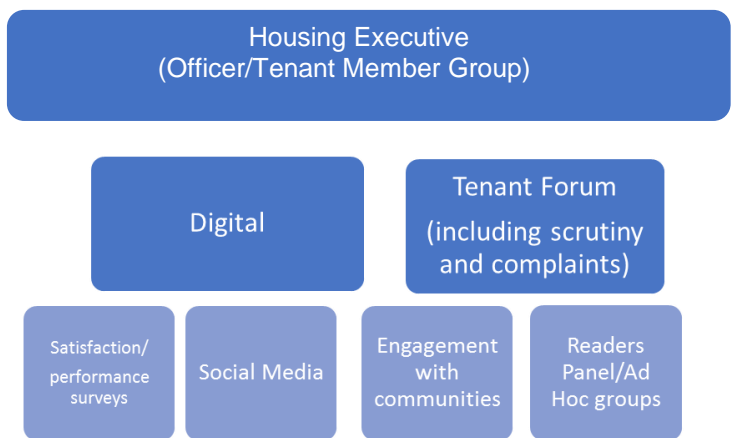 Housing Executive
(Officer/Tenant Member Group)
Digital
Tenant Forum
(including scrutiny
and complaints)
Satisfaction/
performance
surveys
Social Media
Engagement
with
communities
Readers
Panel/Ad
Hoc groups